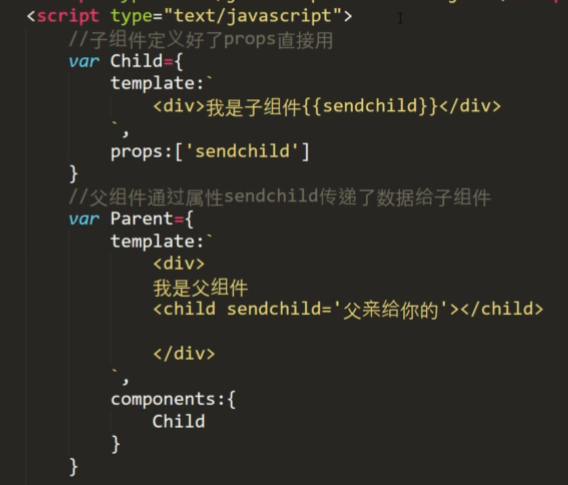 <script type="text/javascript">
//子组件定义好了props直接用
var Child={
template:`
<div>我是子组件{{sendchild}}</div>
`,
props:['sendchild']
}
//父组件通过属性sendchild传递了数据给子组件
var Parent={
template:`
<div>
我是父组件
<child sendchild='父亲给你的'></child>
</div>
`,
components:{
Child
}
}